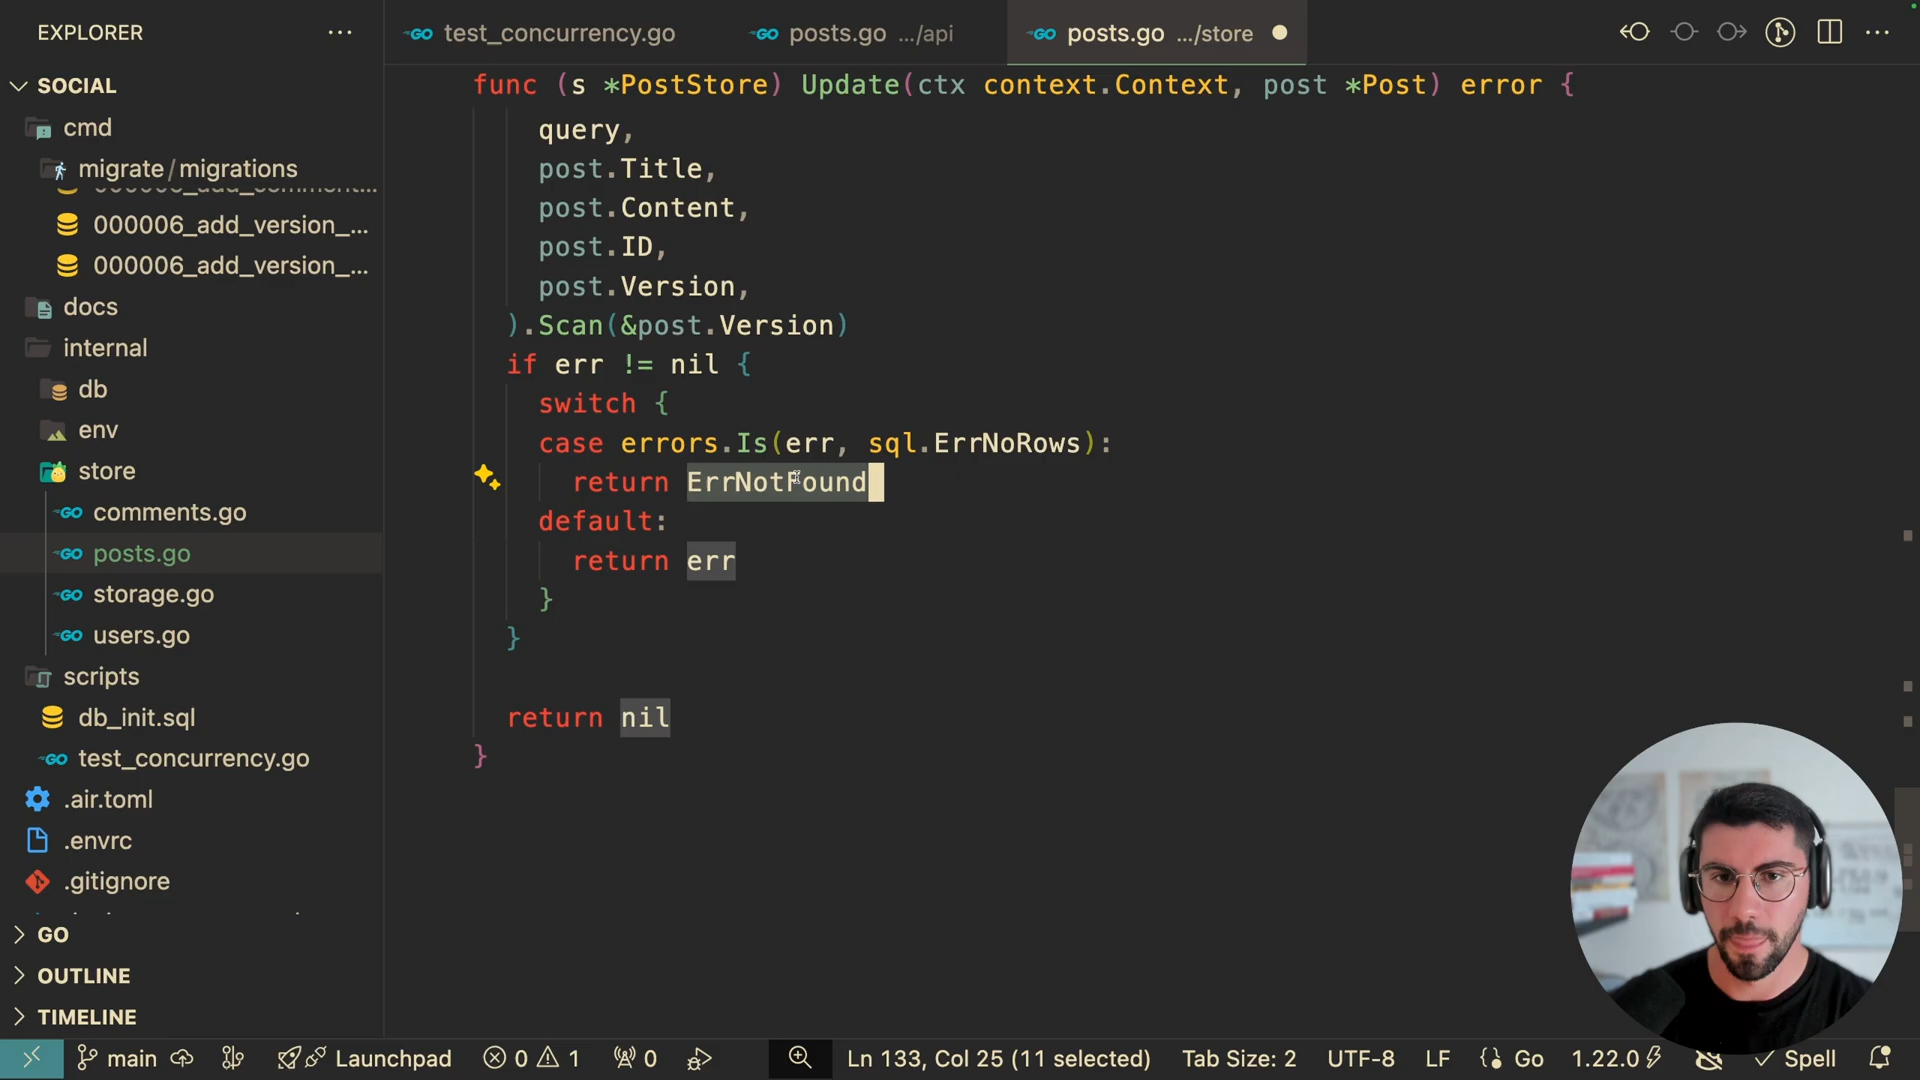 EXPLORER
SOCIAL
cmd
migrate/migrations
000006_add_version_...
000006_add_version_...
docs
internal
db
env
store
comments.go
posts.go
storage.go
users.go
scripts
db_init.sql
test_concurrency.go
.air.toml
.envrc
.gitignore
GO
OUTLINE
TIMELINE
test_concurrency.go
posts.go .../api
posts.go .../store
func (s *PostStore) Update(ctx context.Context, post *Post) error {
query,
post.Title,
post.Content,
post.ID,
post.Version,
).Scan(&post.Version)
if err != nil {
switch {
case errors.Is(err, sql.ErrNoRows):
return ErrNotFound
default:
return err
}
}
return nil
}
main
Launchpad
0
1
0
Ln 133, Col 25 (11 selected)
Tab Size: 2
UTF-8
LF
Go
1.22.0
Spell